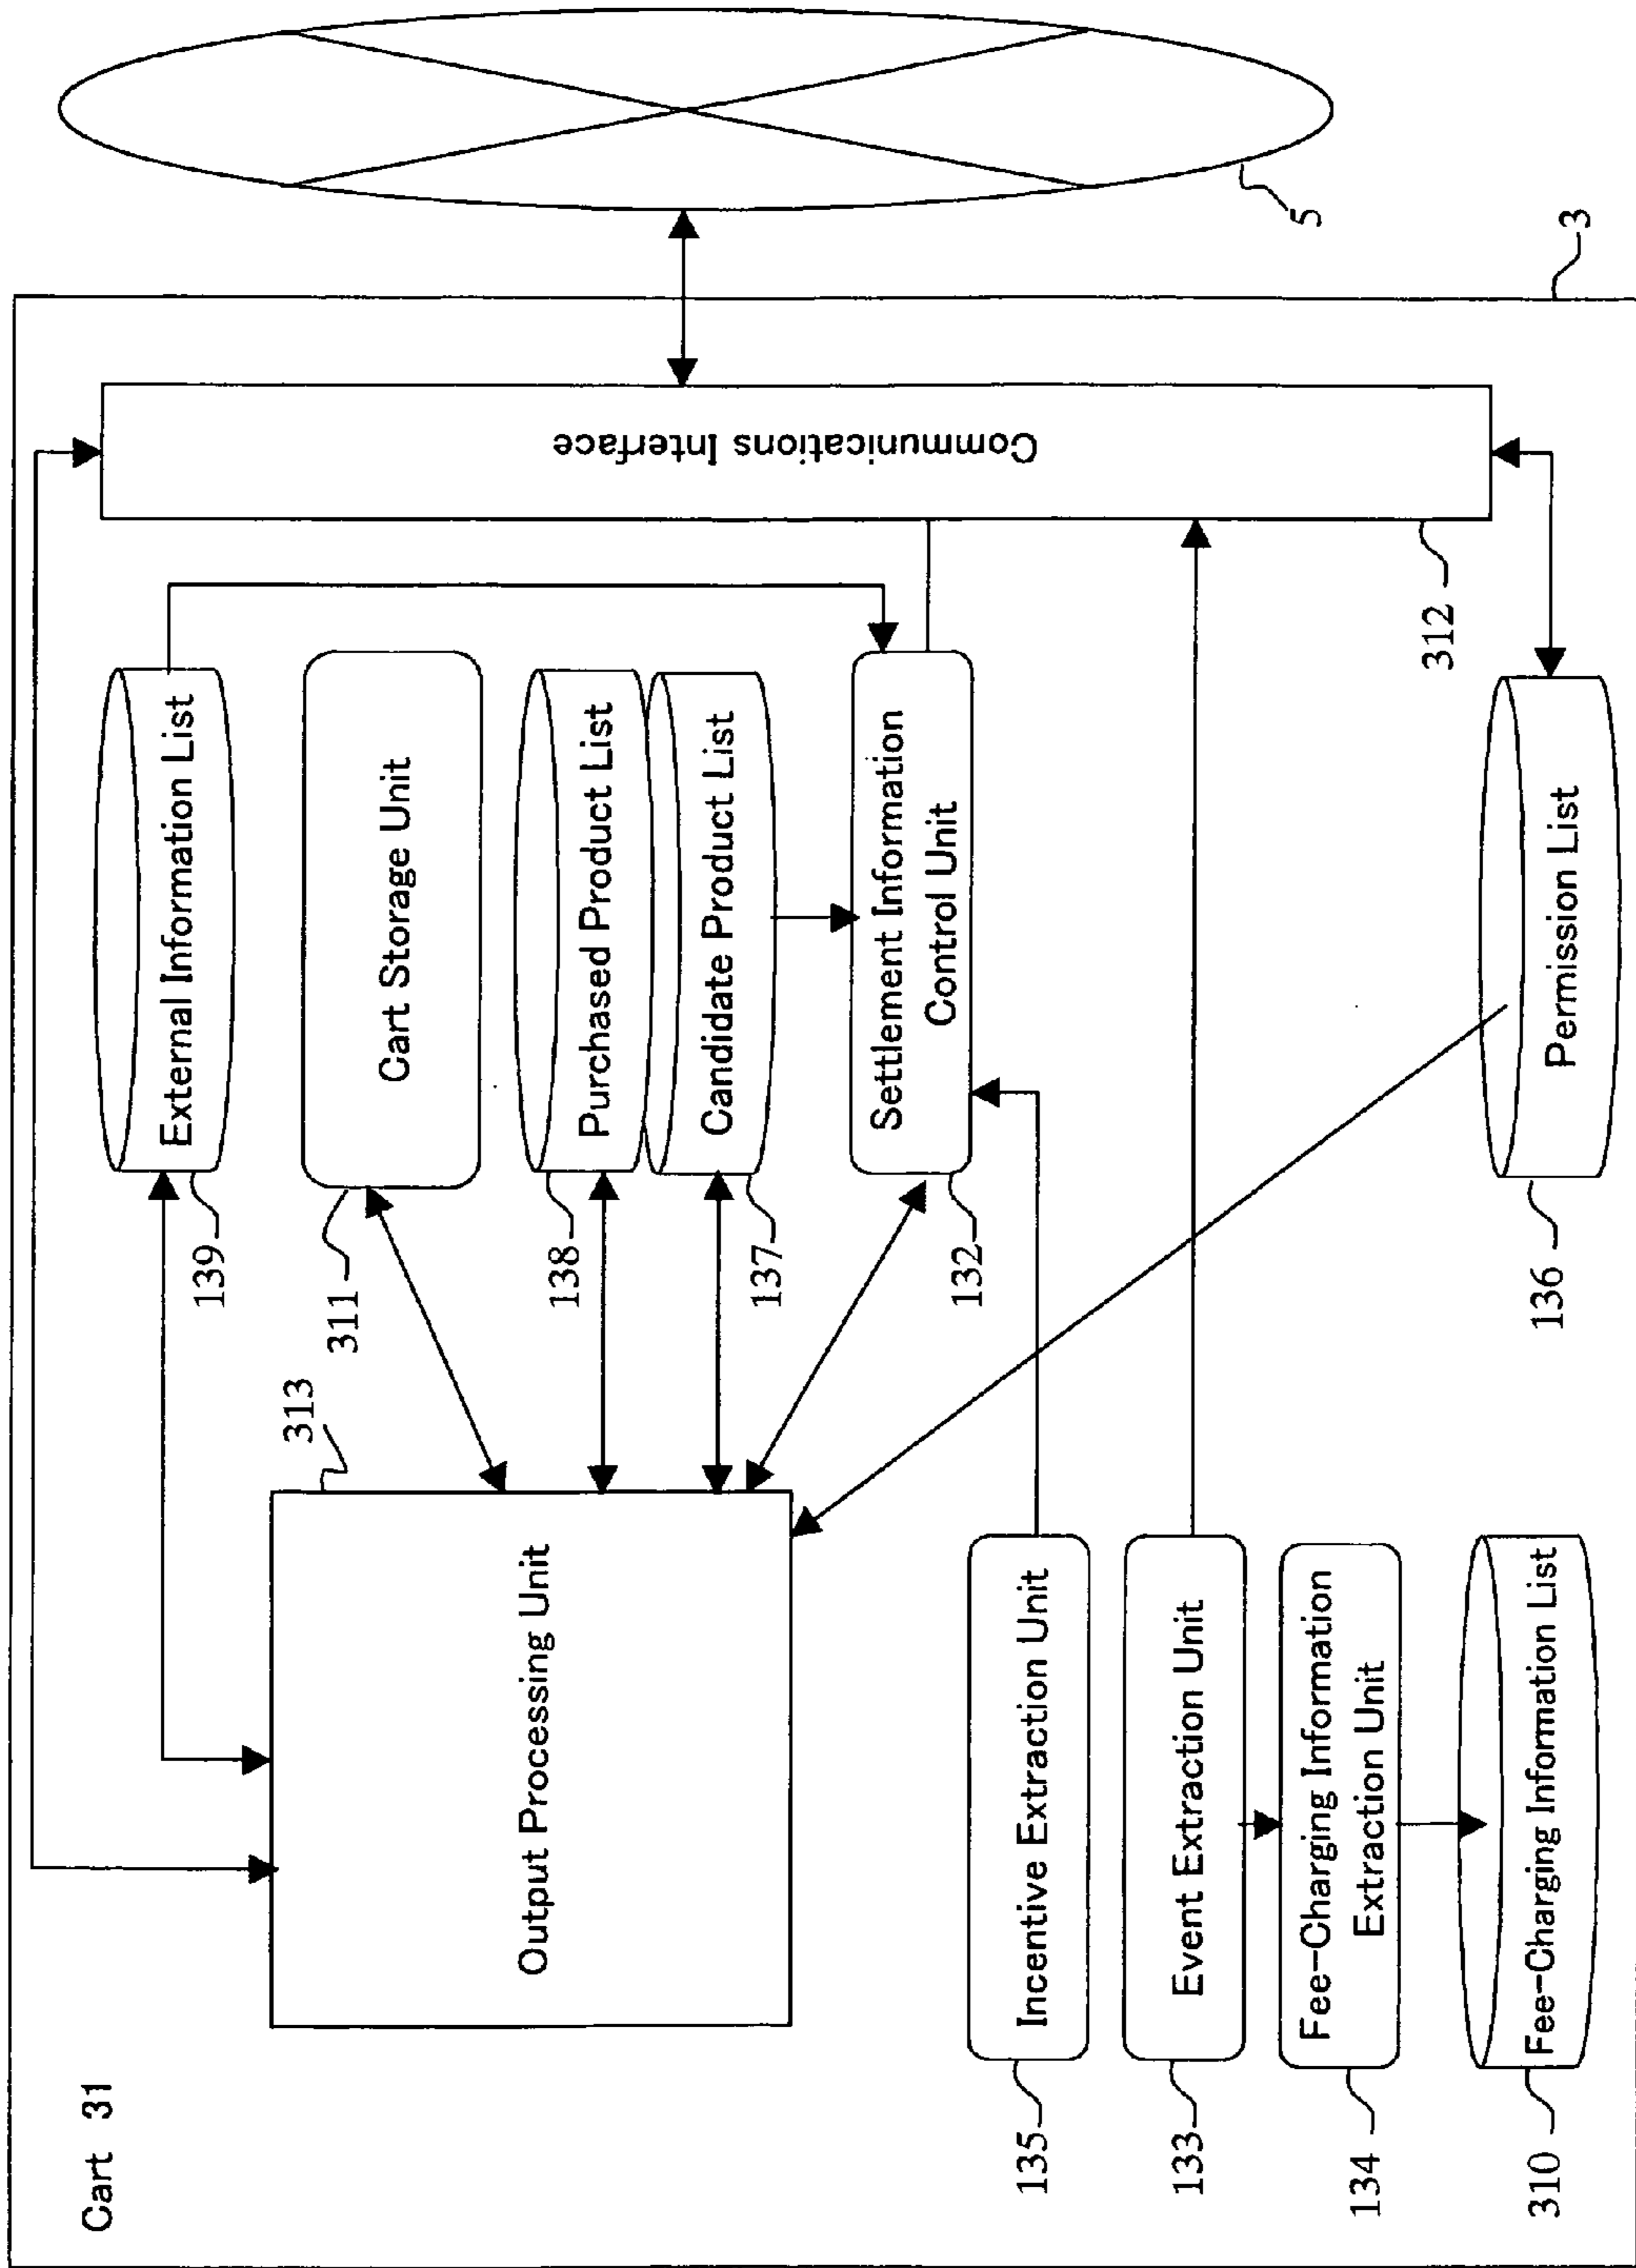 Cart 31
Output Processing Unit
313
External Information List
139
Cart Storage Unit
311
Purchased Product List
138
Candidate Product List
137
Settlement Information
Control Unit
132
Communications Interface
312
5
3
Incentive Extraction Unit
135
Event Extraction Unit
133
Fee-Charging Information
Extraction Unit
134
Fee-Charging Information List
310
Permission List
136